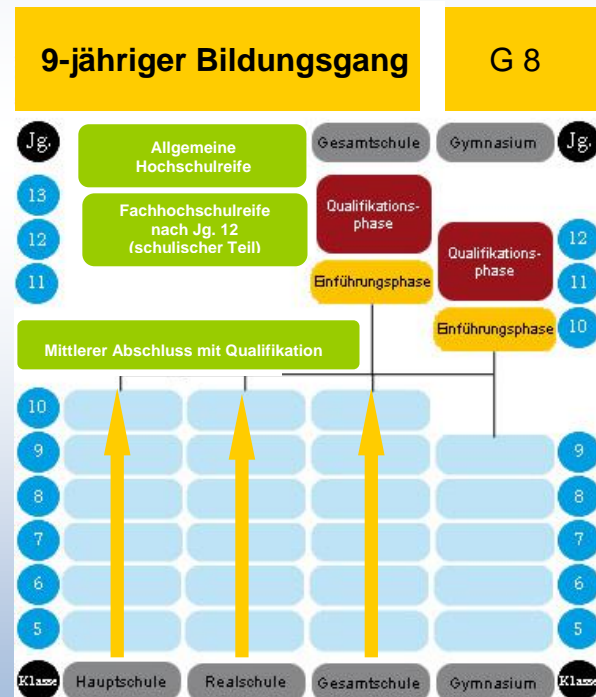 9-jähriger Bildungsgang
G 8
Jg.
Allgemeine
Hochschulreife
Gesamtschule
Gymnasium
Jg.
13
Fachhochschulreife
nach Jg. 12
(schulischer Teil)
Qualifikations-
phase
12
12
Qualifikations-
phase
11
Einführungsphase
11
Mittlerer Abschluss mit Qualifikation
Einführungsphase
10
10
9
9
8
8
7
7
6
6
5
5
Klasse
Hauptschule
Realschule
Gesamtschule
Gymnasium
Klasse